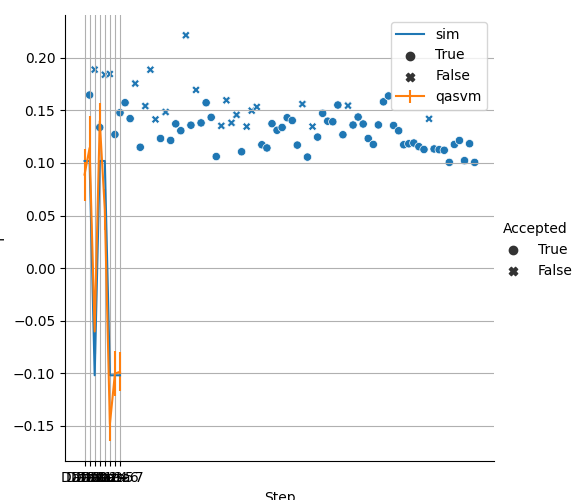 sim
True
False
qasvm
0.20
0.15
0.10
0.05
0.00
−0.05
−0.10
−0.15
Accepted
True
False
Step